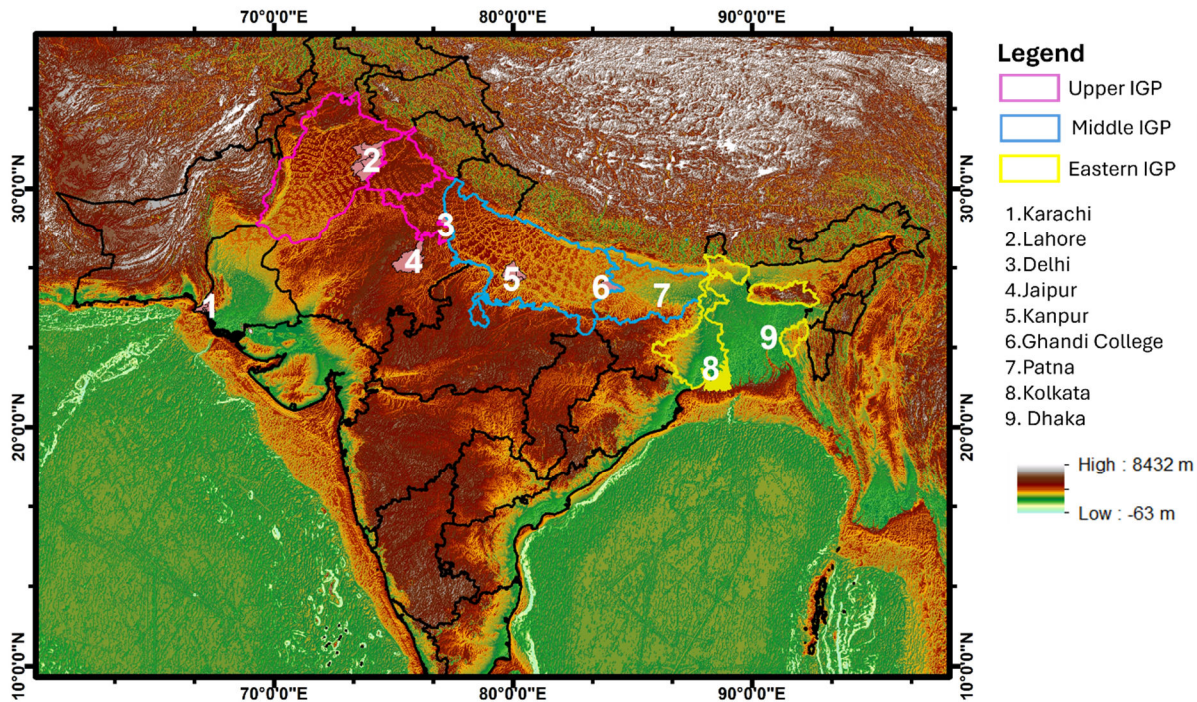 70°0'0"E 80°0'0"E 90°0'0"E
30°0'0"N
20°0'0"N
10°0'0"N
1
2
3
4
5
6
7
8
9
30°0'0"N
20°0'0"N
10°0'0"N
70°0'0"E 80°0'0"E 90°0'0"E
Legend
Upper IGP
Middle IGP
Eastern IGP
1.Karachi
2.Lahore
3.Delhi
4.Jaipur
5.Kanpur
6.Ghandi College
7.Patna
8.Kolkata
9. Dhaka
High : 8432 m
Low : -63 m